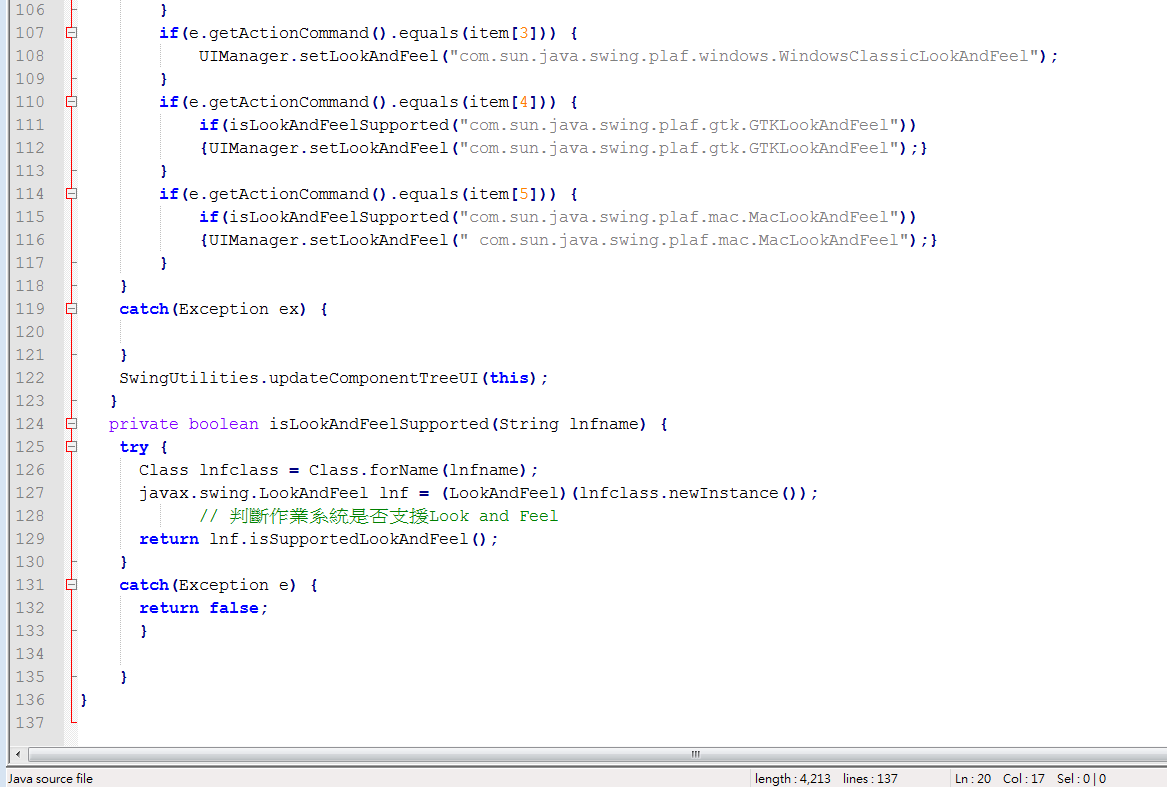 106 }
107 if(e.getActionCommand().equals(item[3])) {
108 UIManager.setLookAndFeel("com.sun.java.swing.plaf.windows.WindowsClassicLookAndFeel");
109 }
110 if(e.getActionCommand().equals(item[4])) {
111 if(isLookAndFeelSupported("com.sun.java.swing.plaf.gtk.GTKLookAndFeel"))
112 {UIManager.setLookAndFeel("com.sun.java.swing.plaf.gtk.GTKLookAndFeel");}
113 }
114 if(e.getActionCommand().equals(item[5])) {
115 if(isLookAndFeelSupported("com.sun.java.swing.plaf.mac.MacLookAndFeel"))
116 {UIManager.setLookAndFeel(" com.sun.java.swing.plaf.mac.MacLookAndFeel");}
117 }
118 }
119 catch(Exception ex) {
120
121 }
122 SwingUtilities.updateComponentTreeUI(this);
123 }
124 private boolean isLookAndFeelSupported(String lnfname) {
125 try {
126 Class lnfclass = Class.forName(lnfname);
127 javax.swing.LookAndFeel lnf = (LookAndFeel)(lnfclass.newInstance());
128 // 判斷作業系統是否支援Look and Feel
129 return lnf.isSupportedLookAndFeel();
130 }
131 catch(Exception e) {
132 return false;
133 }
134
135 }
136 }
137
Java source file length : 4,213 lines : 137 Ln : 20 Col : 17 Sel : 0 | 0